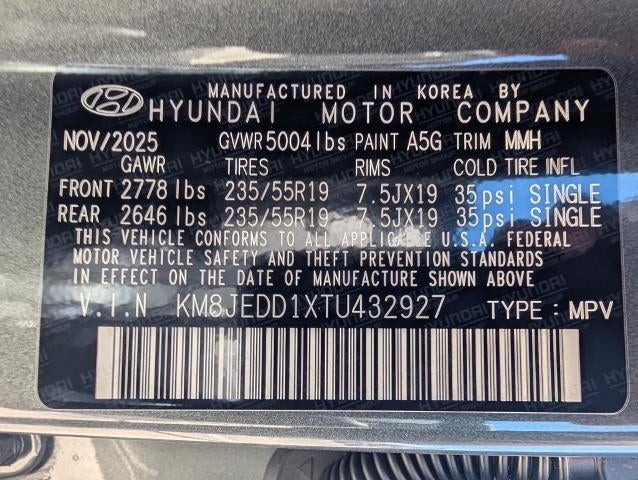 MANUFACTURED IN KOREA BY
HYUNDAI MOTOR COMPANY
NOV/2025 GVWR 5004 lbs PAINT A5G TRIM MMH
GAWR TIRES RIMS COLD TIRE INFL
FRONT 2778 lbs 235/55R19 7.5JX19 35psi SINGLE
REAR 2646 lbs 235/55R19 7.5JX19 35psi SINGLE
THIS VEHICLE CONFORMS TO ALL APPLICABLE U.S.A. FEDERAL
MOTOR VEHICLE SAFETY AND THEFT PREVENTION STANDARDS
IN EFFECT ON THE DATE OF MANUFACTURE SHOWN ABOVE
V.I.N KM8JEDD1XTU432927 TYPE : MPV